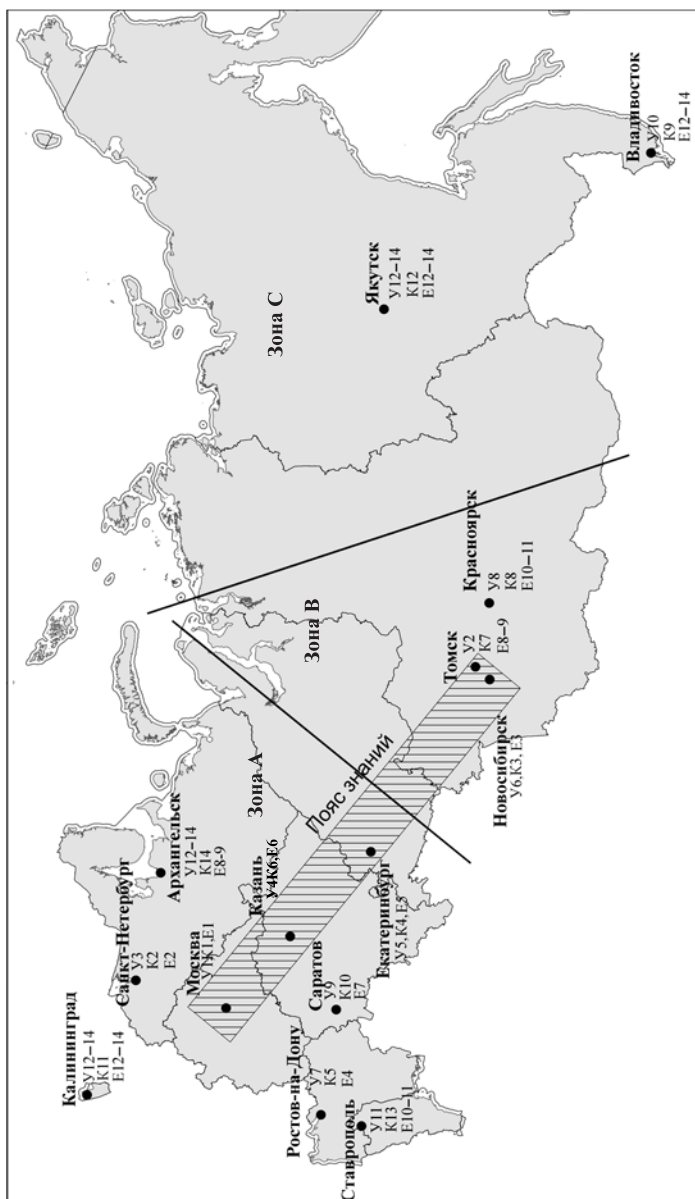 Калининград
У12–14
К11
Е12–14
Санкт-Петербург
У3
К2
Е2
Архангельск
У12–14
К14
Е8-9
Москва
У1К1,Е1
Казань
У4К6,Е6
Зона А
Пояс знаний
Ростов-на-Дону
У7
К5
Е4
Ставрополь
У11
К13
Е10–11
Саратов
У9
К10
Е7
Екатеринбург
У5,К4,Е5
Зона В
Новосибирск
У6,К3, Е3
Томск
У2
К7
Е8–9
Красноярск
У8
К8
Е10–11
Зона С
Якутск
У12–14
К12
Е12–14
Владивосток
У10
К9
Е12–14